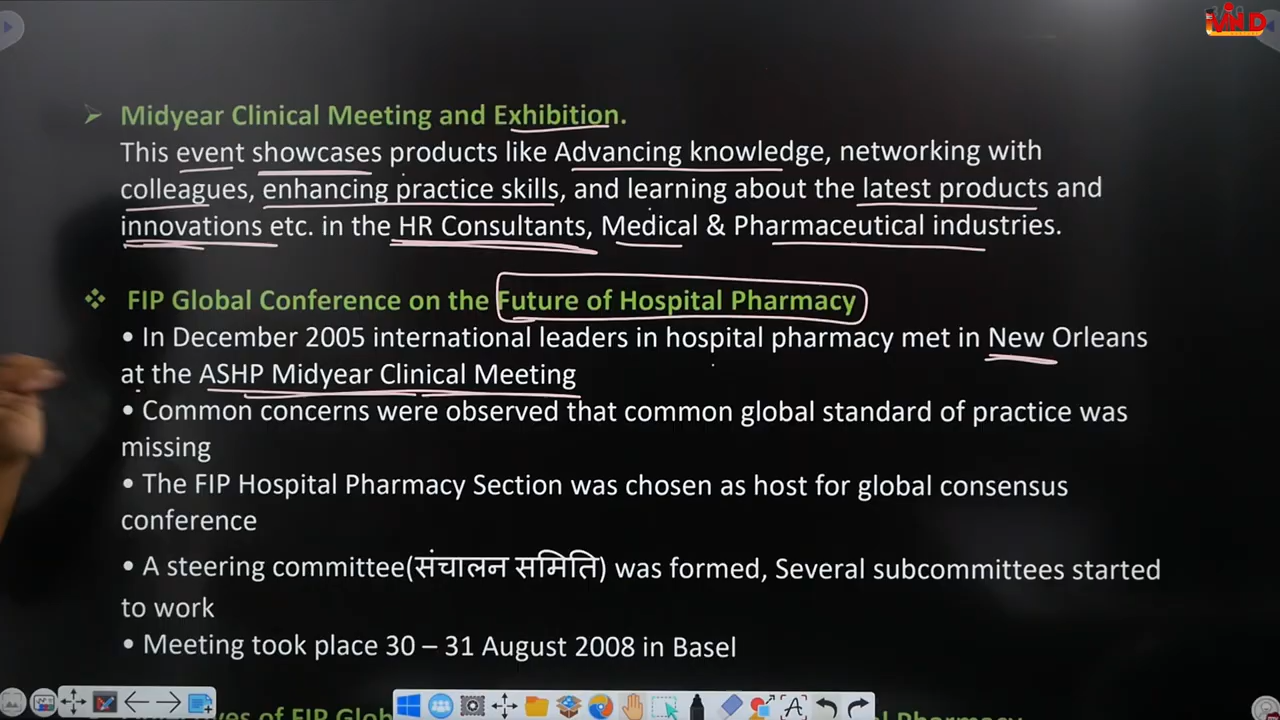 Midyear Clinical Meeting and Exhibition.
This event showcases products like Advancing knowledge, networking with
colleagues, enhancing practice skills, and learning about the latest products and
innovations etc. in the HR Consultants, Medical & Pharmaceutical industries.
FIP Global Conference on the Future of Hospital Pharmacy
• In December 2005 international leaders in hospital pharmacy met in New Orleans
at the ASHP Midyear Clinical Meeting
• Common concerns were observed that common global standard of practice was
missing
• The FIP Hospital Pharmacy Section was chosen as host for global consensus
conference
• A steering committee(संचालन समिति) was formed, Several subcommittees started
to work
• Meeting took place 30 – 31 August 2008 in Basel